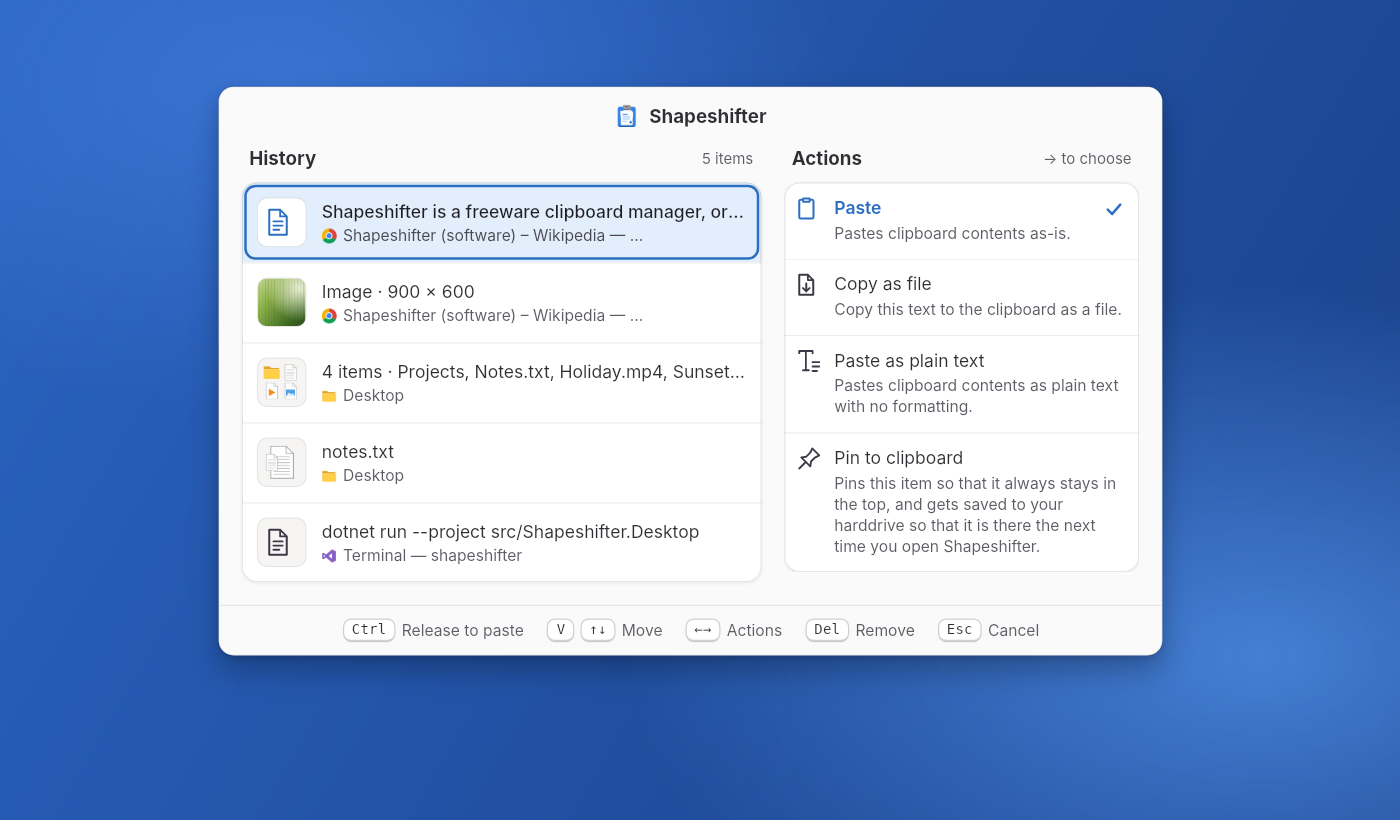 Shapeshifter
History
5 items
Shapeshifter is a freeware clipboard manager, or...
Shapeshifter (software) – Wikipedia — ...
Image · 900 × 600
Shapeshifter (software) – Wikipedia — ...
4 items · Projects, Notes.txt, Holiday.mp4, Sunset...
Desktop
notes.txt
Desktop
dotnet run --project src/Shapeshifter.Desktop
Terminal — shapeshifter
Actions
→ to choose
Paste
Pastes clipboard contents as-is.
Copy as file
Copy this text to the clipboard as a file.
Paste as plain text
Pastes clipboard contents as plain text
with no formatting.
Pin to clipboard
Pins this item so that it always stays in
the top, and gets saved to your
harddrive so that it is there the next
time you open Shapeshifter.
Ctrl Release to paste V ↑↓ Move ←→ Actions Del Remove Esc Cancel